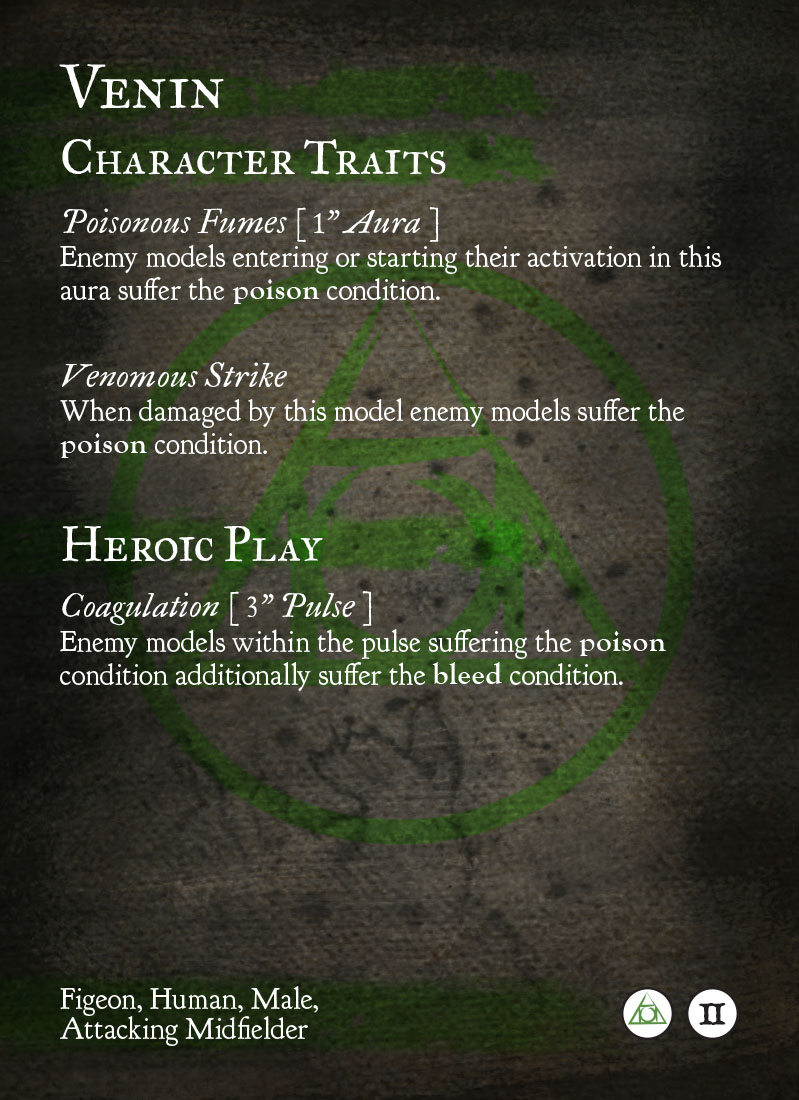 Venin
Character Traits
Poisonous Fumes [ 1” Aura ]
Enemy models entering or starting their activation in this
aura suffer the poison condition.
Venomous Strike
When damaged by this model enemy models suffer the
poison condition.
Heroic Play
Coagulation [ 3” Pulse ]
Enemy models within the pulse suffering the poison
condition additionally suffer the bleed condition.
Figeon, Human, Male,
Attacking Midfielder
II